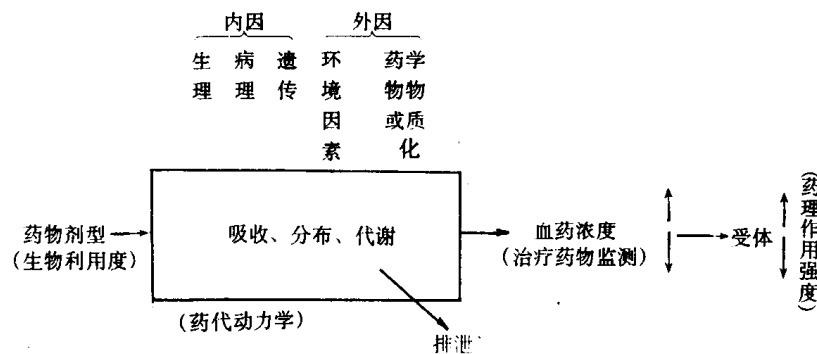 内因
外因
生理
病理
遗传
环境因素
药物或化
学物质
药物剂型
(生物利用度)
吸收、分布、代谢
血药浓度
(治疗药物监测)
受体
(药理作用强度)
(药代动力学)
排泄